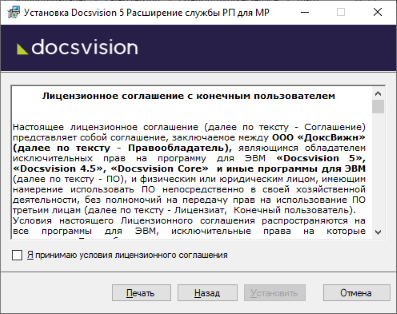 Установка Docsvision 5 Расширение службы РП для МР
docsvision
Лицензионное соглашение с конечным пользователем
Настоящее лицензионное соглашение (далее по тексту - Соглашение)
представляет собой соглашение, заключаемое между ООО «ДоксВижн»
(далее по тексту - Правообладатель), являющимся обладателем
исключительных прав на программу для ЭВМ «Docsvision 5»,
«Docsvision 4.5», «Docsvision Core» и иные программы для ЭВМ
(далее по тексту - ПО), и физическим или юридическим лицом, имеющим
намерение использовать ПО непосредственно в своей хозяйственной
деятельности, без полномочий на передачу прав на использование ПО
третьим лицам (далее по тексту - Лицензиат, Конечный пользователь).
Условия настоящего Лицензионного соглашения распространяются на
все программы для ЭВМ, исключительные права на которые
Я принимаю условия лицензионного соглашения
Печать
Назад
Установить
Отмена